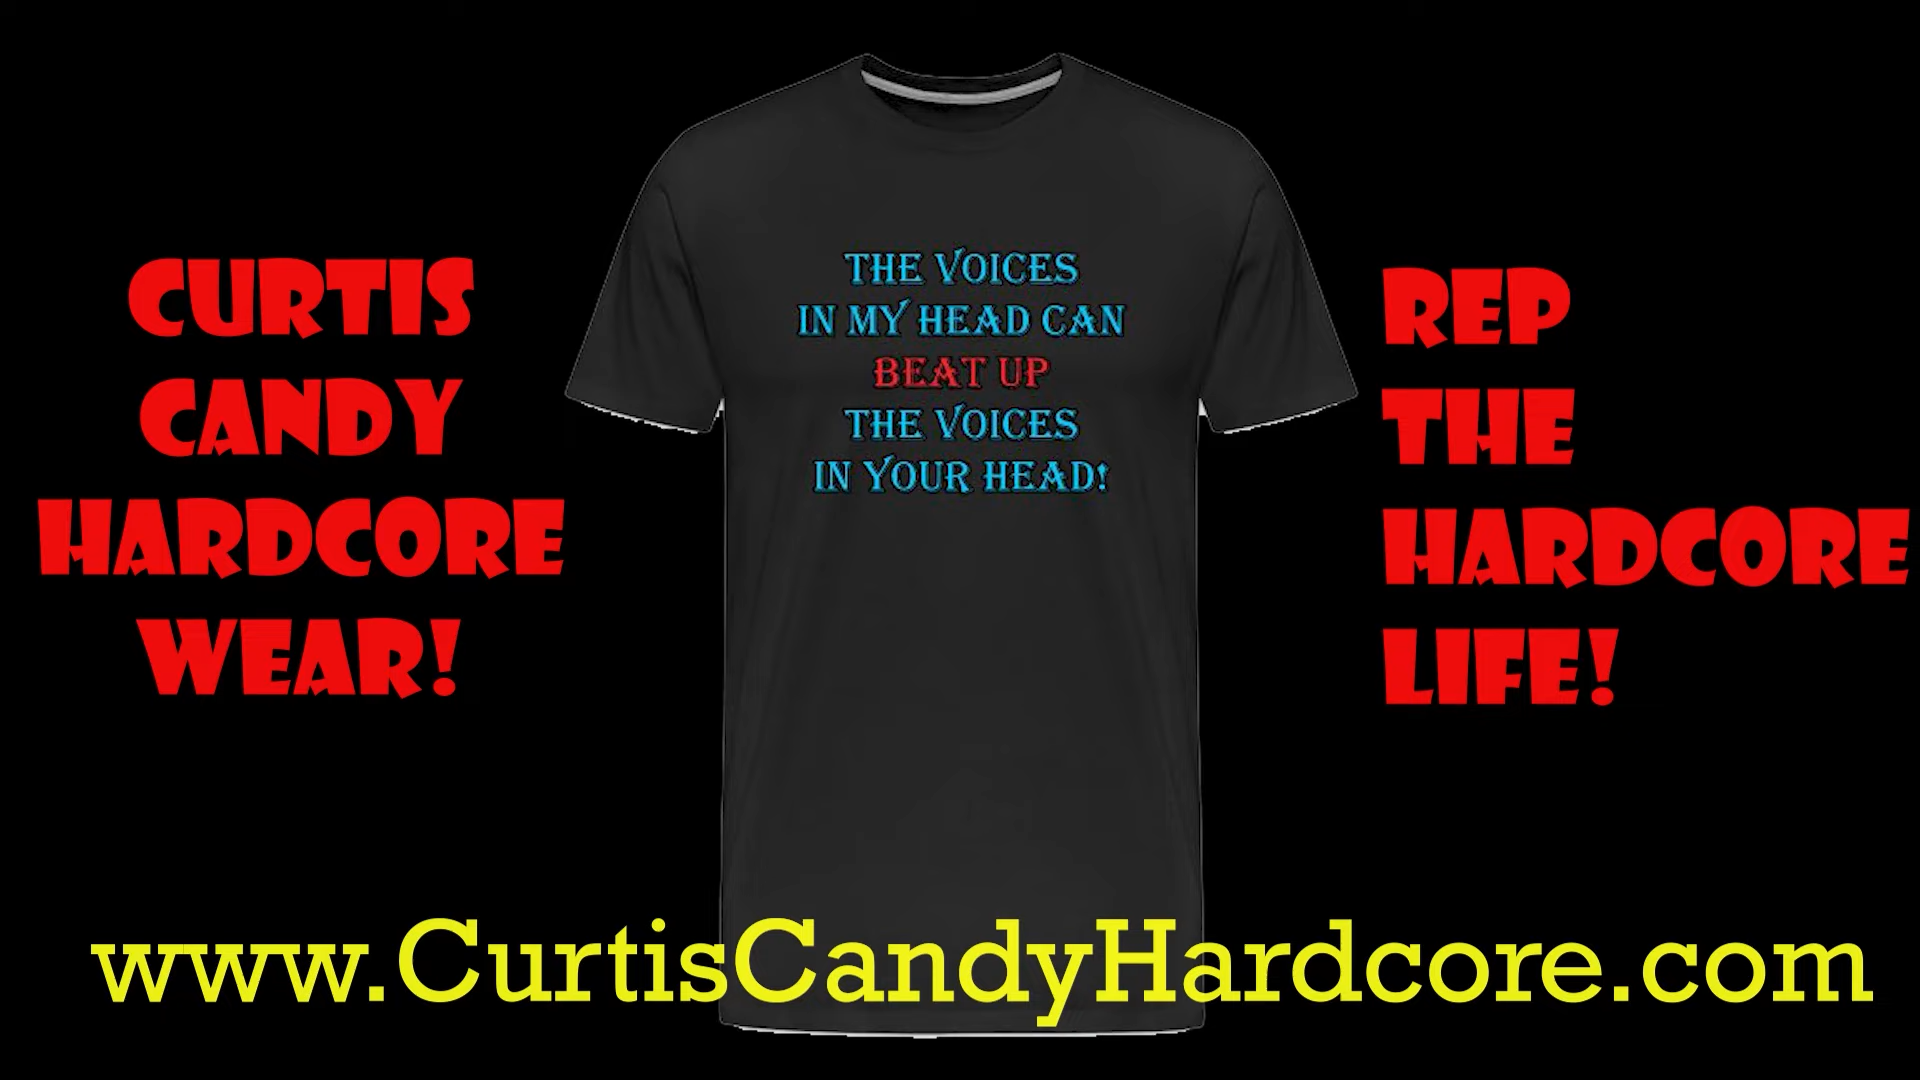 CURTIS
CANDY
HARDCORE
WEAR!
THE VOICES
IN MY HEAD CAN
BEAT UP
THE VOICES
IN YOUR HEAD!
REP
THE
HARDCORE
LIFE!
www.CurtisCandyHardcore.com